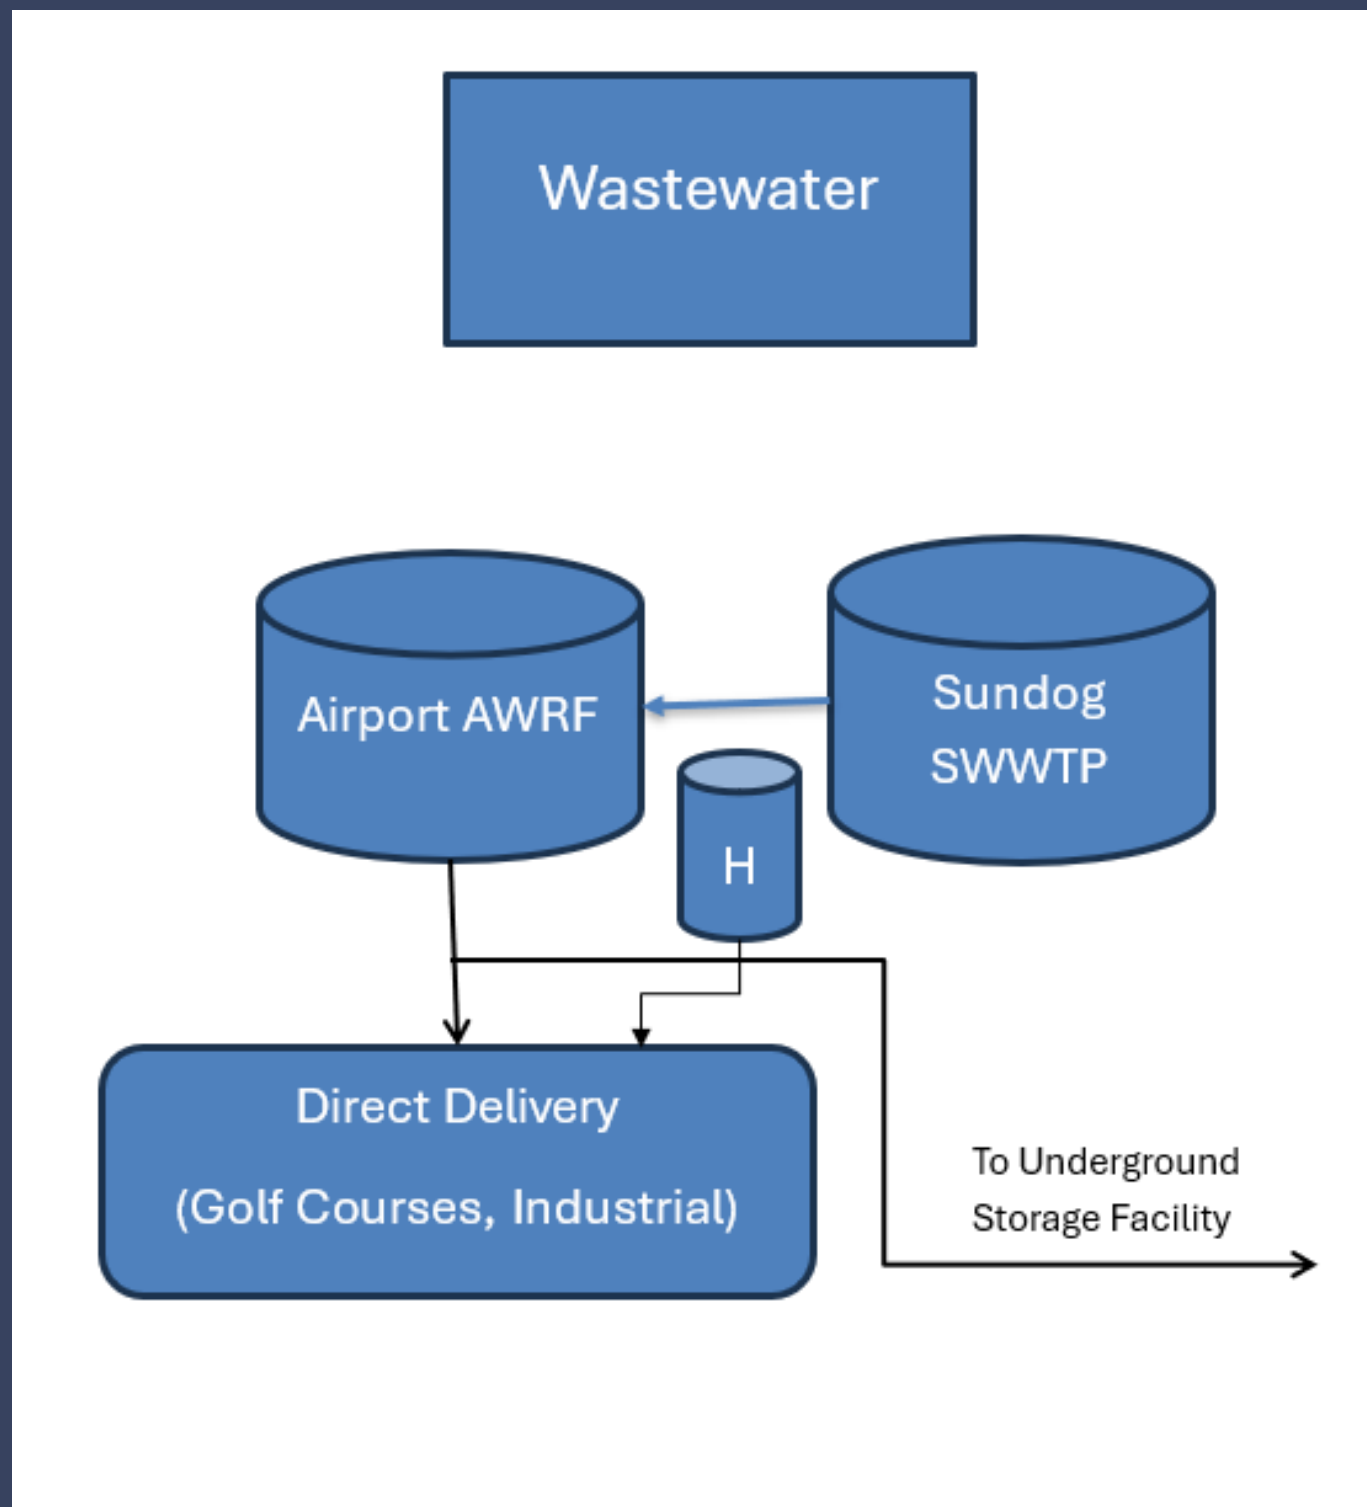 Wastewater
Airport AWRF
Sundog
SWWTP
H
Direct Delivery
(Golf Courses, Industrial)
To Underground
Storage Facility